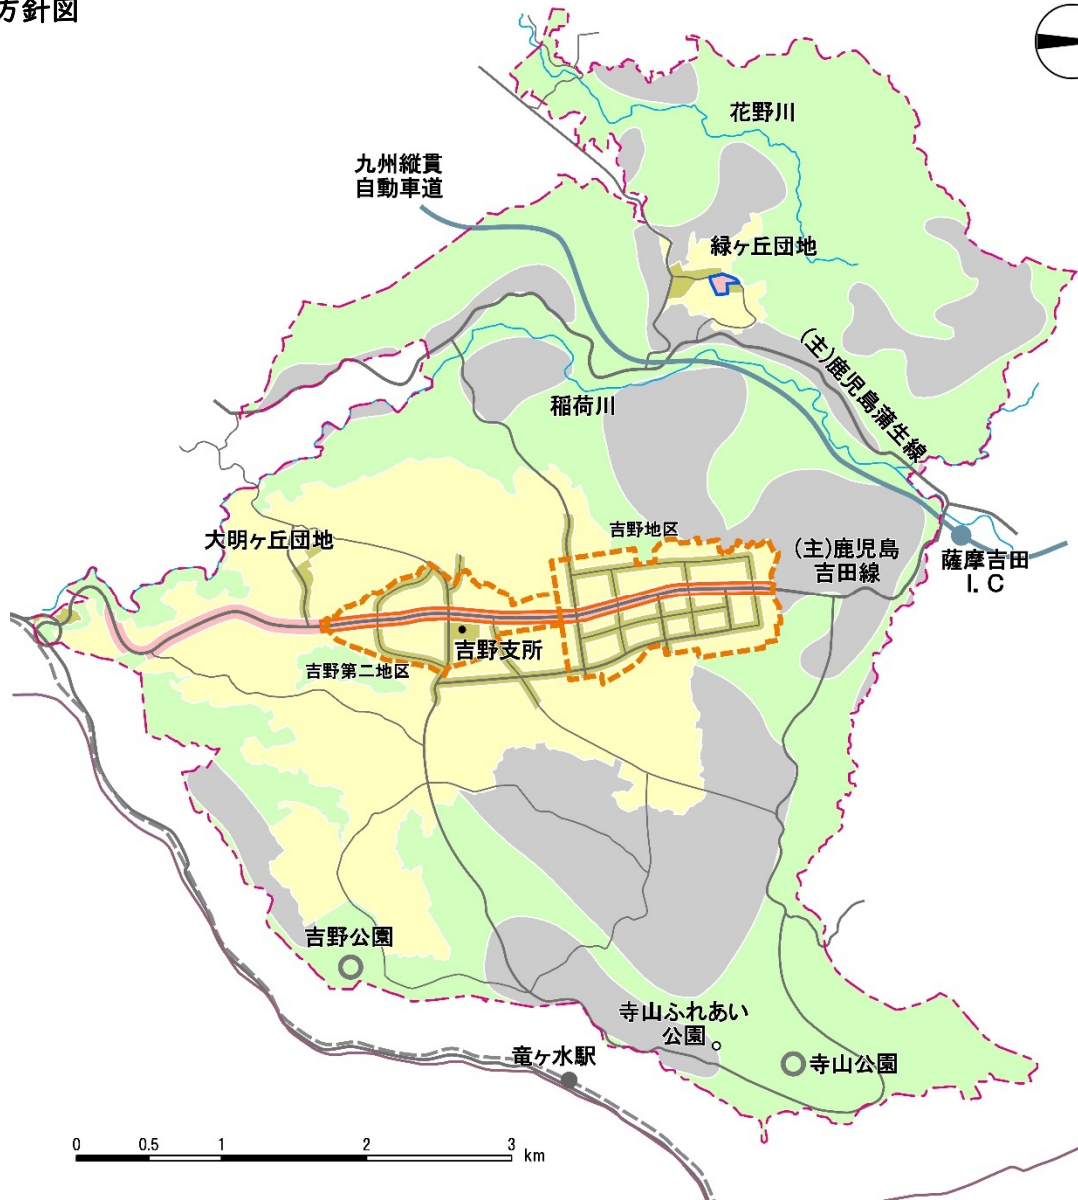 方針図
花野川
九州縦貫
自動車道
緑ヶ丘団地
(主)鹿児島蒲生線
稲荷川
吉野地区
大明ヶ丘団地
(主)鹿児島
吉田線
薩摩吉田
I.C
吉野支所
吉野第二地区
吉野公園
寺山ふれあい
公園
竜ヶ水駅
寺山公園
0 0.5 1 2 3 km